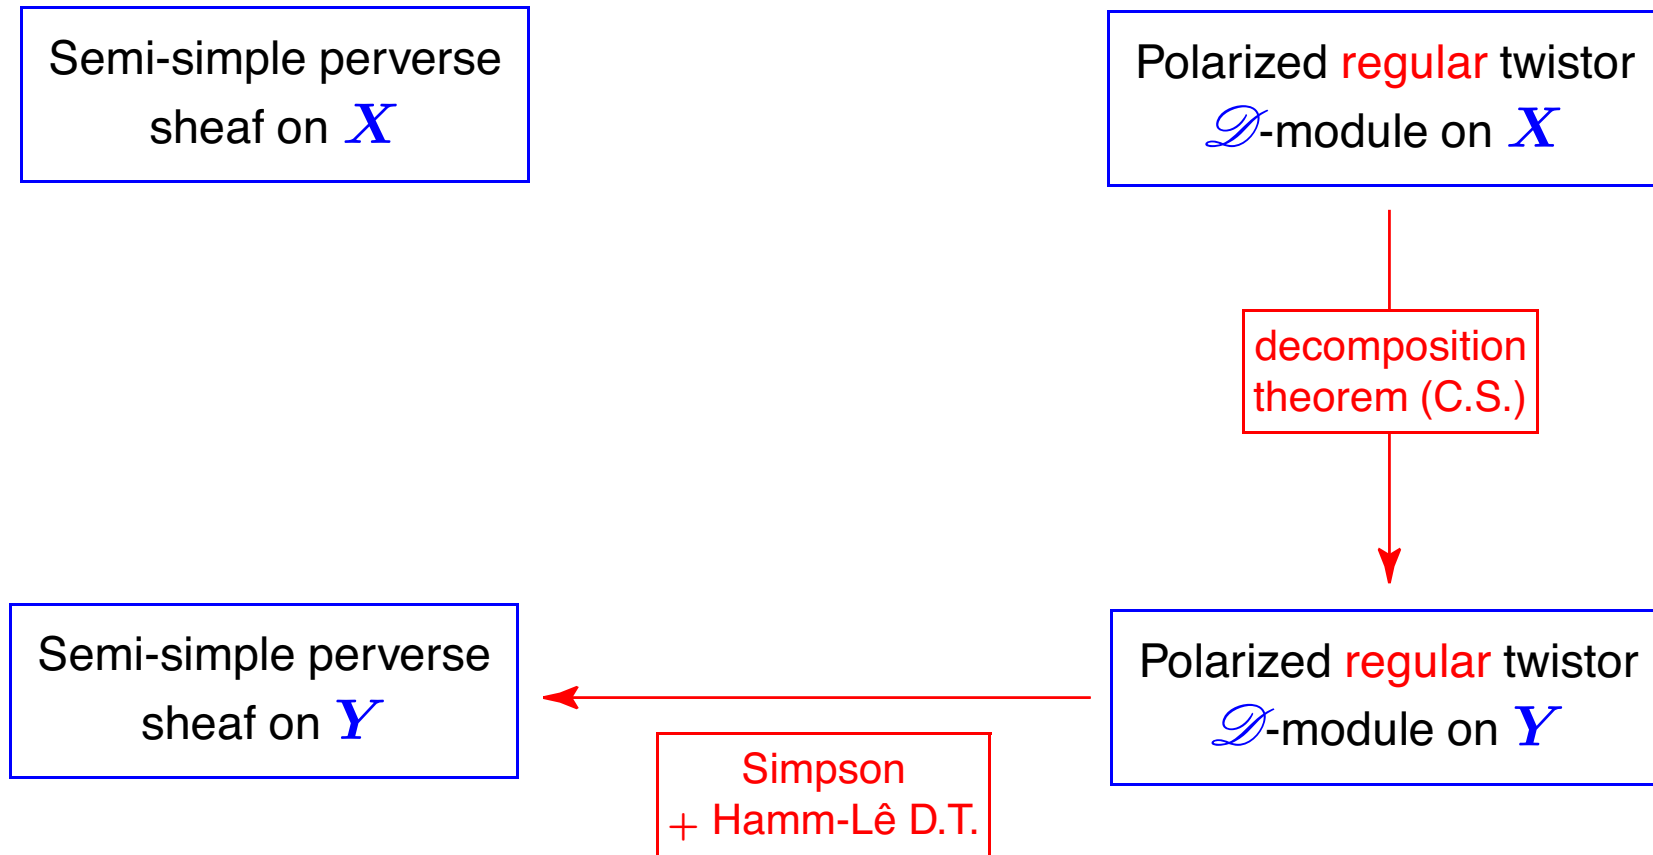 Semi-simple perverse
sheaf on X
Polarized regular twistor
𝒟-module on X
decomposition
theorem (C.S.)
Semi-simple perverse
sheaf on Y
Polarized regular twistor
𝒟-module on Y
Simpson
+ Hamm-Lê D.T.